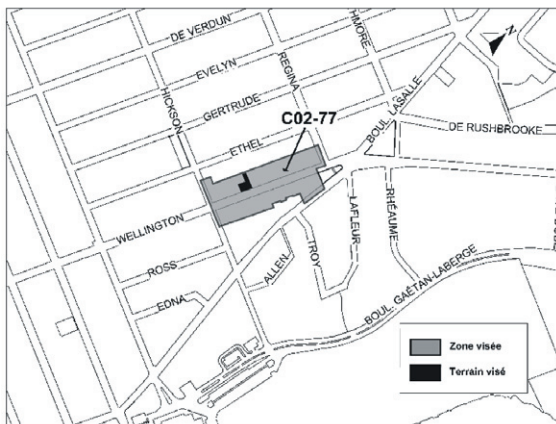 DE VERDUN
HMORE
EVELYN
REGINA
N
HICKSON
GERTRUDE
C02-77
BOUL. LASALLE
DE RUSHBROOKE
ETHEL
WELLINGTON
LAFLEUR
RHÉAUME
TROY
ROSS
ALLEN
EDNA
BOUL. GAÉTAN-LABERGE
Zone visée
Terrain visé